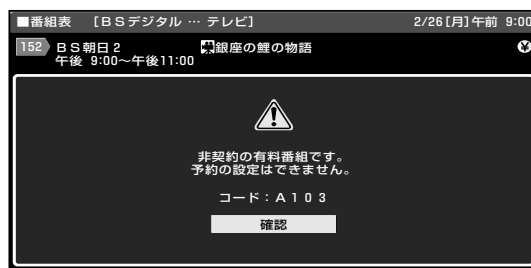 ■番組表 [BSデジタル … テレビ] 2/26[月]午前 9:00
152 BS朝日2 映銀座の鯉の物語 ¥
午後 9:00～午後11:00
非契約の有料番組です。
予約の設定はできません。
コード：A103
確認